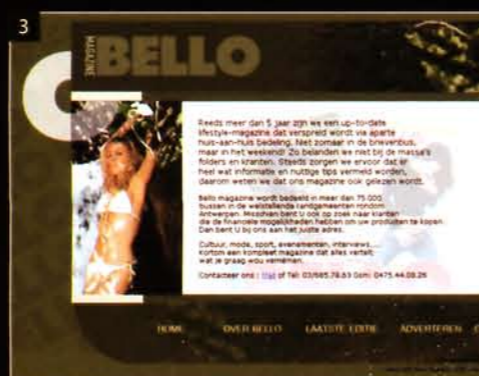 3
MAGAZINE
BELLO
Reeds meer dan 5 jaar zijn we een up-to-date
lifestyle-magazine dat verspreid wordt via aparte
huis-aan-huis bedeling. Niet zomaar in de brievenbus,
maar in het weekend! Zo belanden we niet bij de massa's
folders en kranten. Steeds zorgen we ervoor dat er
heel wat informatie en nuttige tips vermeld worden,
daarom weten we dat ons magazine ook gelezen wordt.
Bello magazine wordt bedeeld in meer dan 75 000
bussen in de welstellende randgemeenten rondom
Antwerpen. Misschien bent U ook op zoek naar klanten
die de financiele mogelijkheden hebben om uw producten te kopen.
Dan bent U bij ons aan het juiste adres.
Cultuur, mode, sport, evenementen, interviews....
kortom een kompleet magazine dat alles vertelt
wat je graag wou vernemen.
Contacteer ons : Mail of Tel: 03/685.78.63 Gsm: 0475.44.08.26
HOME OVER BELLO LAATSTE EDITIE ADVERTEREN